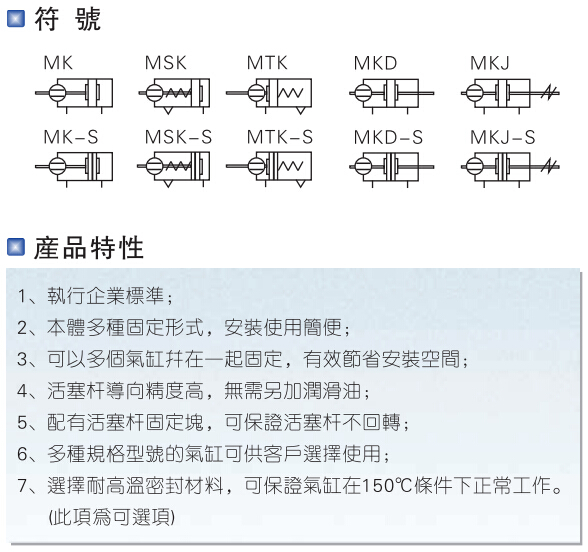 符 號
MK MSK MTK MKD MKJ
MK-S MSK-S MTK-S MKD-S MKJ-S
産品特性
1、執行企業標準；
2、本體多種固定形式，安裝使用簡便；
3、可以多個氣缸幷在一起固定，有效節省安裝空間；
4、活塞杆導向精度高，無需另加潤滑油；
5、配有活塞杆固定塊，可保證活塞杆不回轉；
6、多種規格型號的氣缸可供客戶選擇使用；
7、選擇耐高溫密封材料，可保證氣缸在150℃條件下正常工作。
(此項爲可選項)